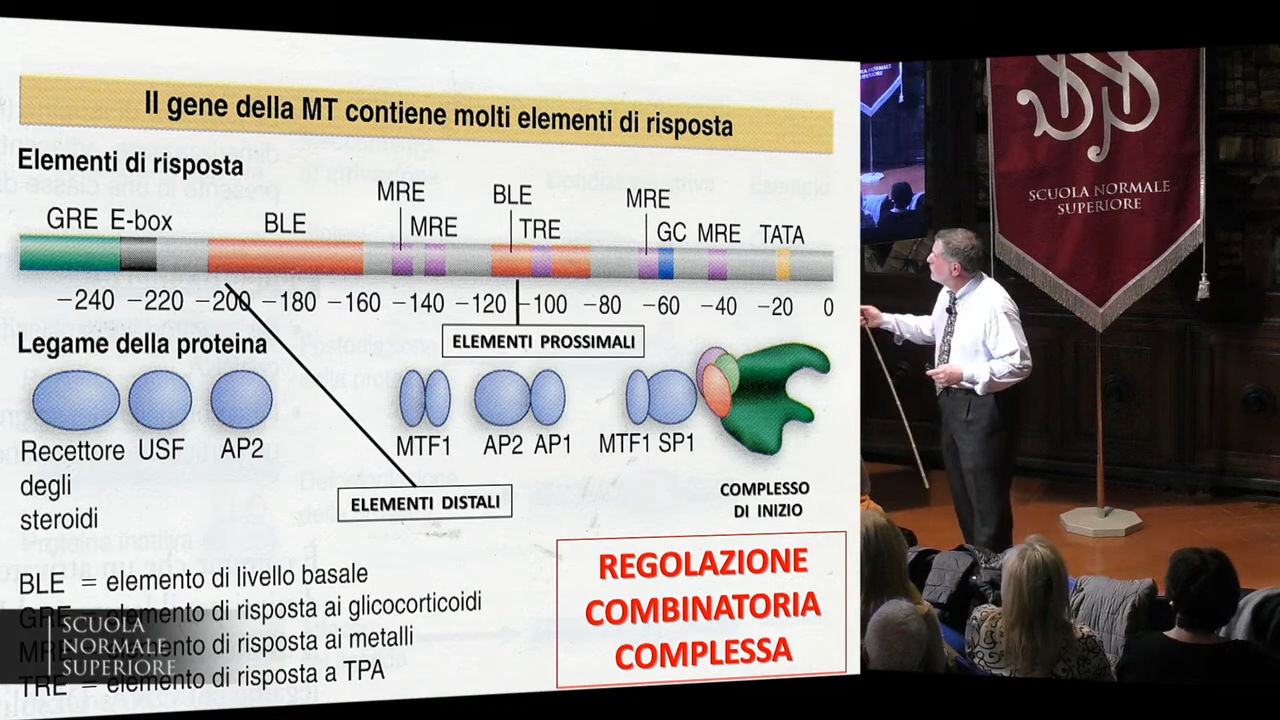 Il gene della MT contiene molti elementi di risposta
Elementi di risposta
MRE BLE MRE
GRE E-box BLE MRE TRE GC MRE TATA
−240 −220 −200 −180 −160 −140 −120 −100 −80 −60 −40 −20 0
ELEMENTI PROSSIMALI
Legame della proteina
Recettore degli steroidi
USF
AP2
MTF1
AP2 AP1
MTF1 SP1
ELEMENTI DISTALI
COMPLESSO
DI INIZIO
BLE = elemento di livello basale
GRE = elemento di risposta ai glicocorticoidi
MRE = elemento di risposta ai metalli
TRE = elemento di risposta a TPA
REGOLAZIONE
COMBINATORIA
COMPLESSA
SCUOLA
NORMALE
SUPERIORE
SCUOLA NORMALE
SUPERIORE